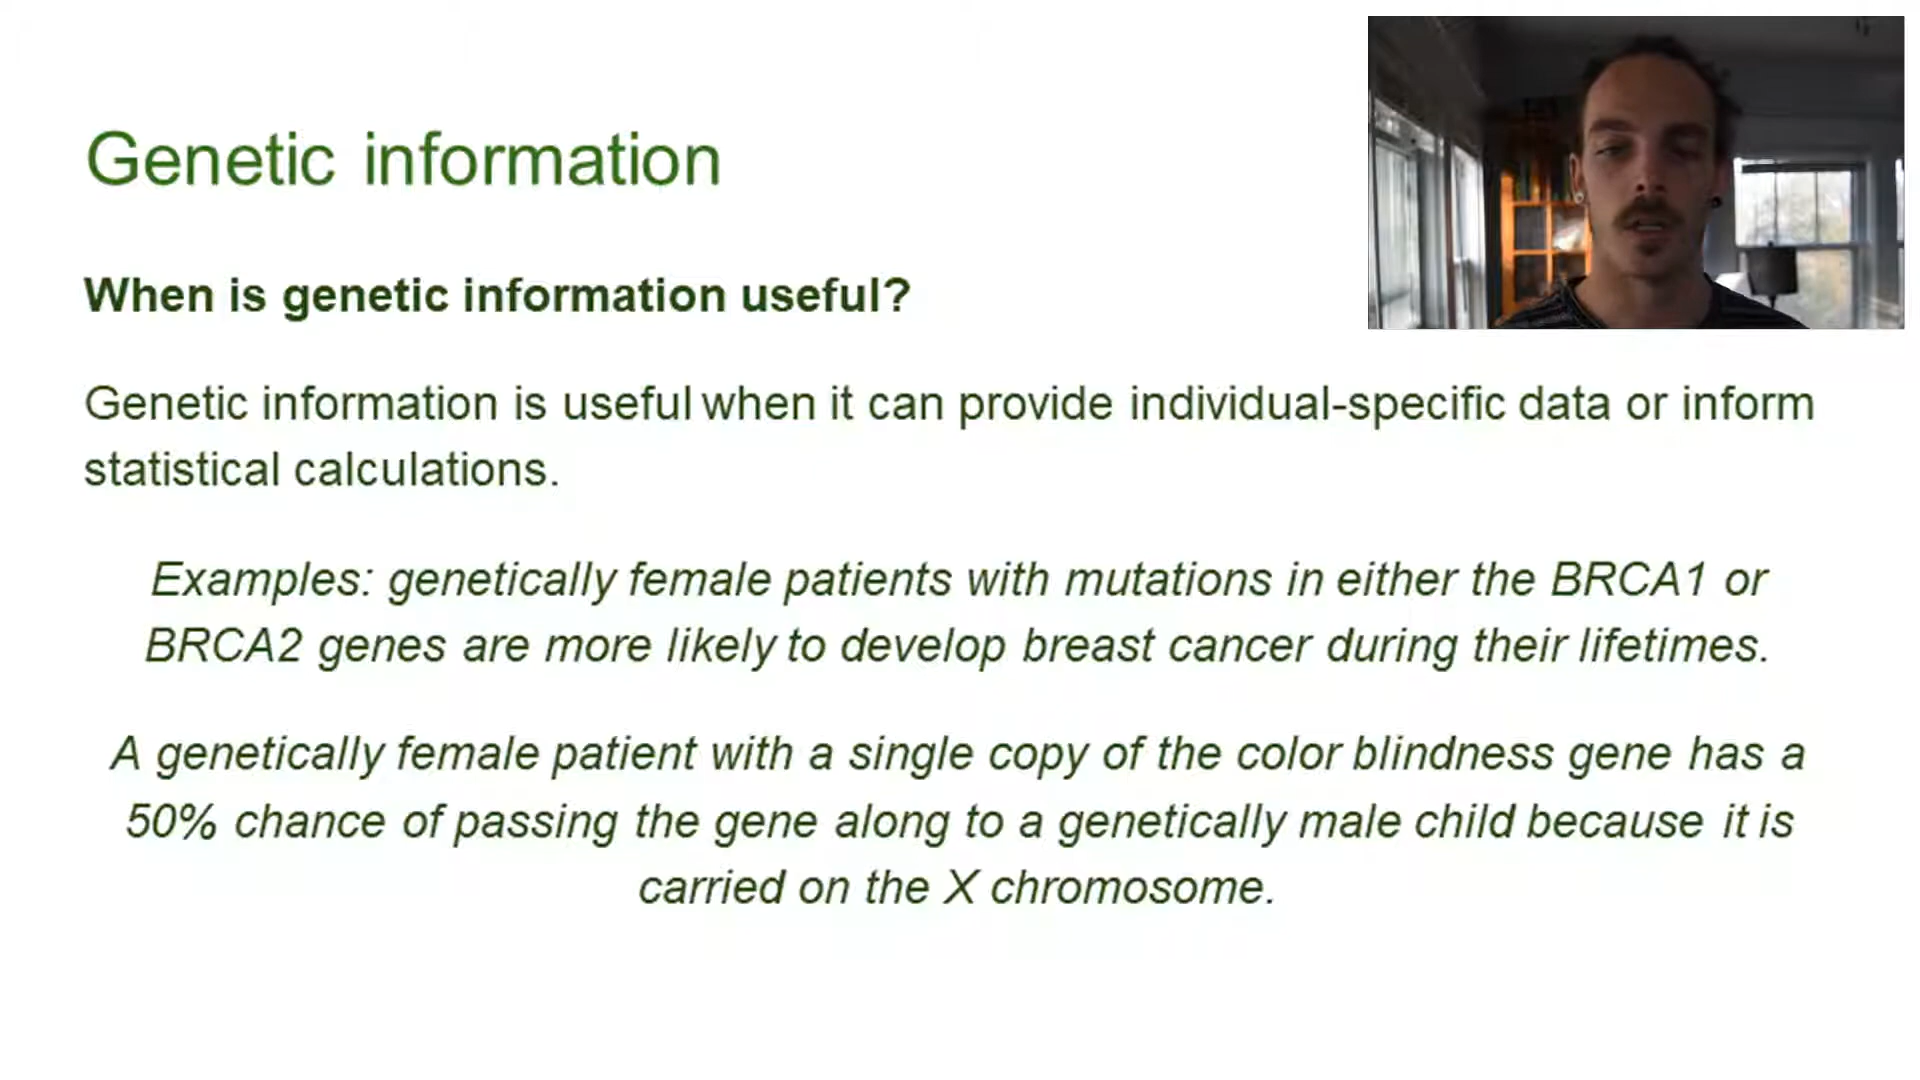 Genetic information
When is genetic information useful?
Genetic information is useful when it can provide individual-specific data or inform
statistical calculations.
Examples: genetically female patients with mutations in either the BRCA1 or
BRCA2 genes are more likely to develop breast cancer during their lifetimes.
A genetically female patient with a single copy of the color blindness gene has a
50% chance of passing the gene along to a genetically male child because it is
carried on the X chromosome.